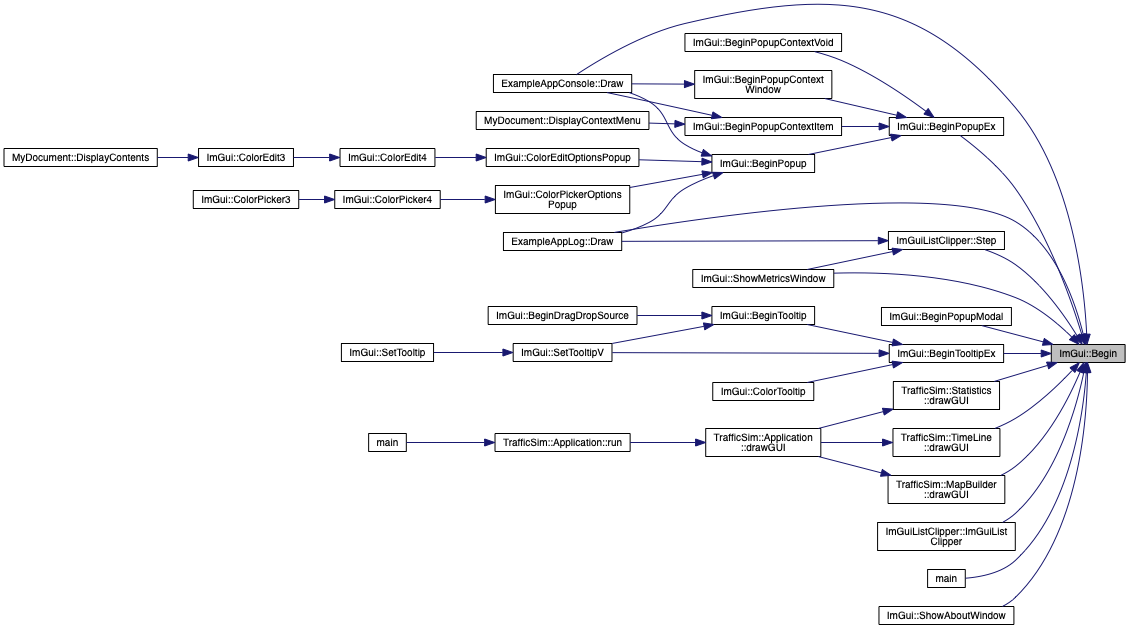 ImGui::BeginPopupContextVoid
ExampleAppConsole::Draw
ImGui::BeginPopupContext
Window
MyDocument::DisplayContextMenu
ImGui::BeginPopupContextItem
ImGui::BeginPopupEx
MyDocument::DisplayContents
ImGui::ColorEdit3
ImGui::ColorEdit4
ImGui::ColorEditOptionsPopup
ImGui::BeginPopup
ImGui::ColorPicker3
ImGui::ColorPicker4
ImGui::ColorPickerOptions
Popup
ExampleAppLog::Draw
ImGuiListClipper::Step
ImGui::ShowMetricsWindow
ImGui::BeginDragDropSource
ImGui::BeginTooltip
ImGui::BeginPopupModal
ImGui::SetTooltip
ImGui::SetTooltipV
ImGui::BeginTooltipEx
ImGui::Begin
ImGui::ColorTooltip
TrafficSim::Statistics
::drawGUI
main
TrafficSim::Application::run
TrafficSim::Application
::drawGUI
TrafficSim::TimeLine
::drawGUI
TrafficSim::MapBuilder
::drawGUI
ImGuiListClipper::ImGuiList
Clipper
main
ImGui::ShowAboutWindow